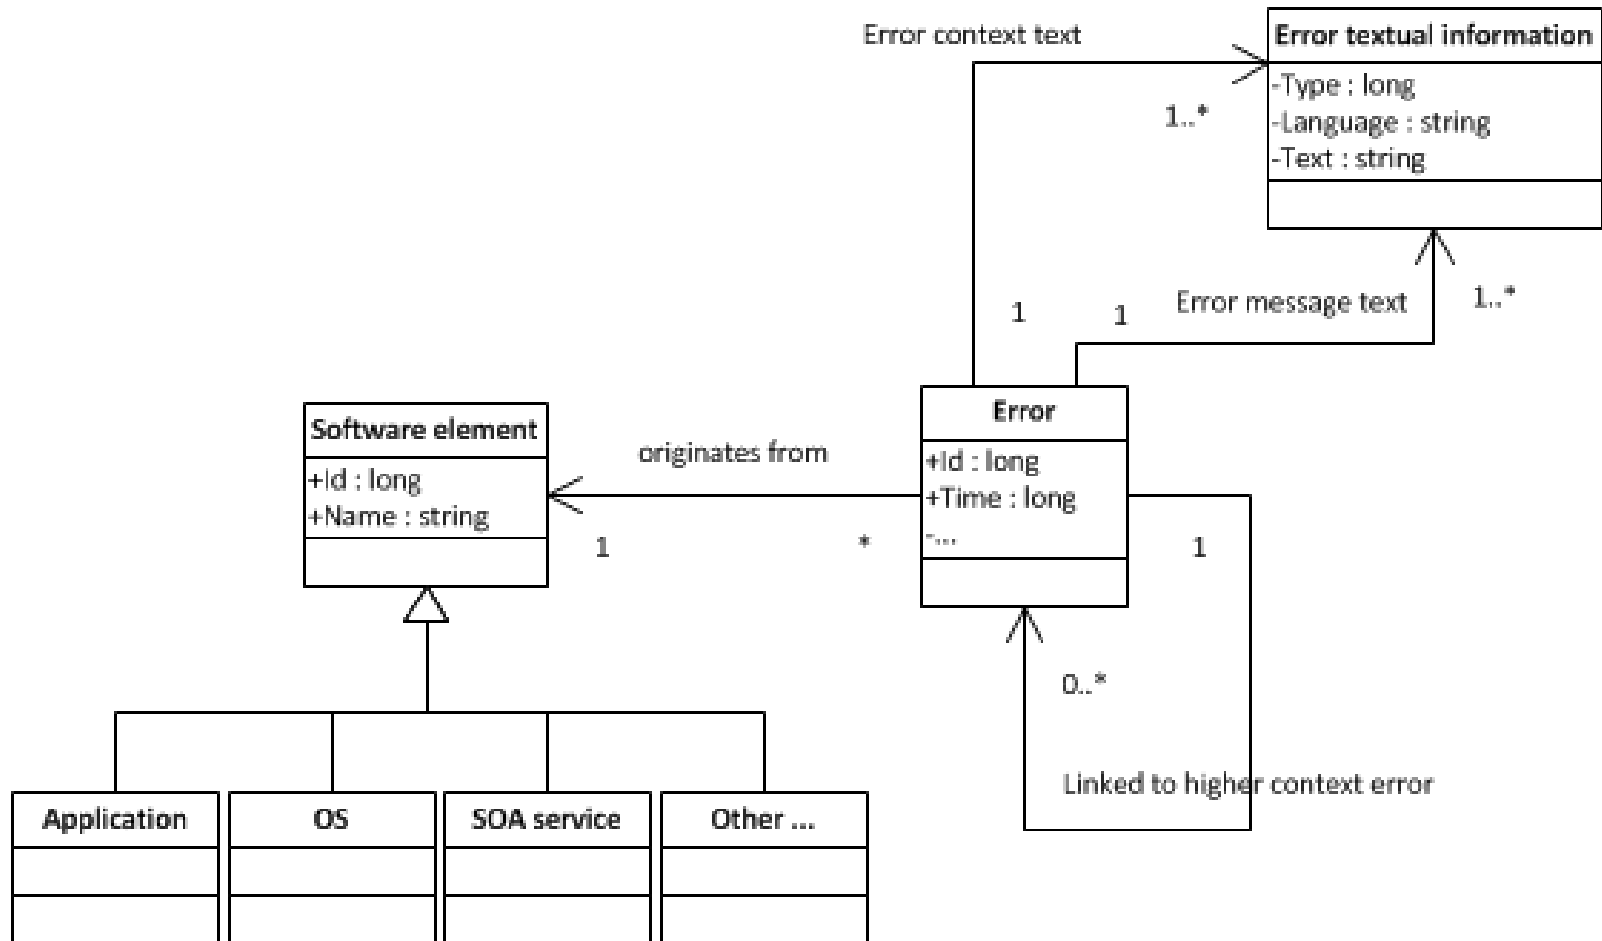 Error context text
Error textual information
-Type : long
-Language : string
-Text : string
1..*
1
1
Error message text
1..*
Software element
+Id : long
+Name : string
originates from
1
*
Error
+Id : long
+Time : long
-...
1
0..*
Linked to higher context error
Application
OS
SOA service
Other ...